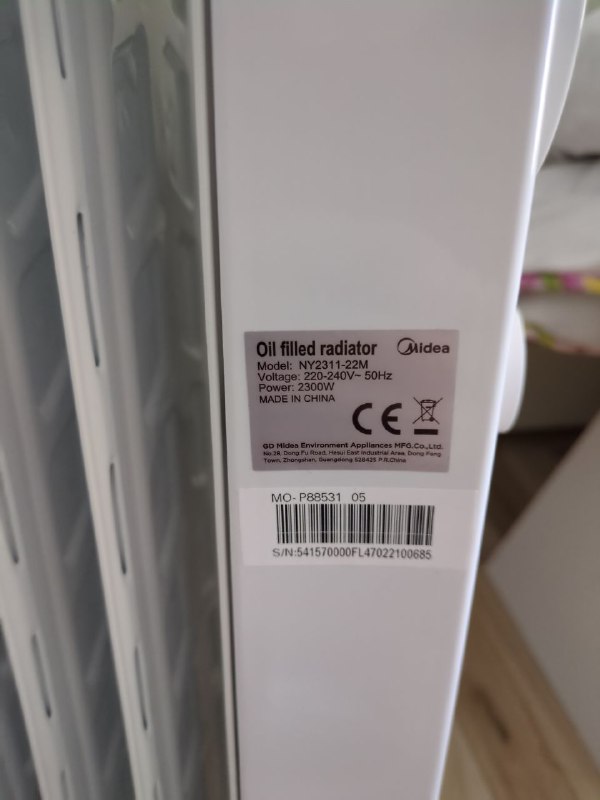 Oil filled radiator Midea
Model: NY2311-22M
Voltage: 220-240V~ 50Hz
Power: 2300W
MADE IN CHINA
CE
GD Midea Environment Appliances MFG.Co.,Ltd.
No.28, Dong Fu Road, Hesui East Industrial Area, Dong Feng
Town, Zhongshan, Guangdong 528425 P.R.China
MO-P88531 05
S/N:541570000FL47022100685